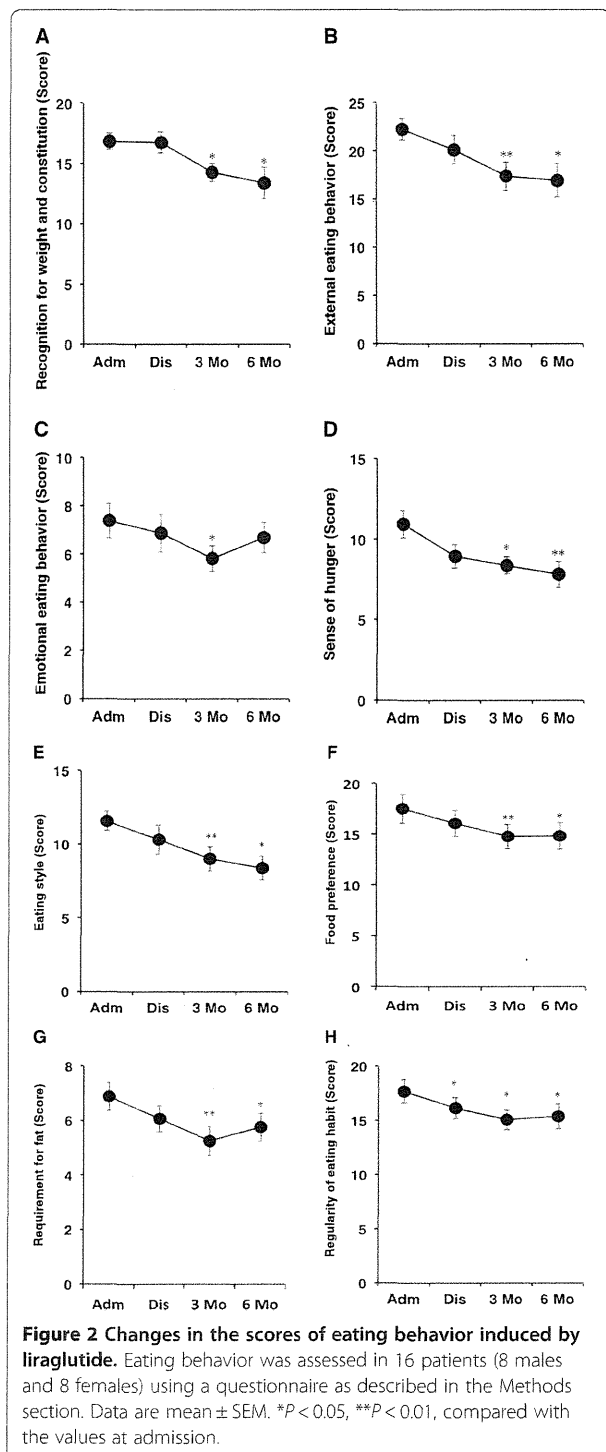 A
Recognition for weight and constitution (Score)
20
15
10
5
0
* *
Adm Dis 3 Mo 6 Mo
B
External eating behavior (Score)
25
20
15
10
5
0
** *
Adm Dis 3 Mo 6 Mo
C
Emotional eating behavior (Score)
10
8
6
4
2
0
*
Adm Dis 3 Mo 6 Mo
D
Sense of hunger (Score)
15
10
5
0
* **
Adm Dis 3 Mo 6 Mo
E
Eating style (Score)
15
10
5
0
** *
Adm Dis 3 Mo 6 Mo
F
Food preference (Score)
20
15
10
5
0
** *
Adm Dis 3 Mo 6 Mo
G
Requirement for fat (Score)
8
6
4
2
0
** *
Adm Dis 3 Mo 6 Mo
H
Regularity of eating habit (Score)
20
15
10
5
0
* * *
Adm Dis 3 Mo 6 Mo
Figure 2 Changes in the scores of eating behavior induced by
liraglutide. Eating behavior was assessed in 16 patients (8 males
and 8 females) using a questionnaire as described in the Methods
section. Data are mean ± SEM. *P < 0.05, **P < 0.01, compared with
the values at admission.